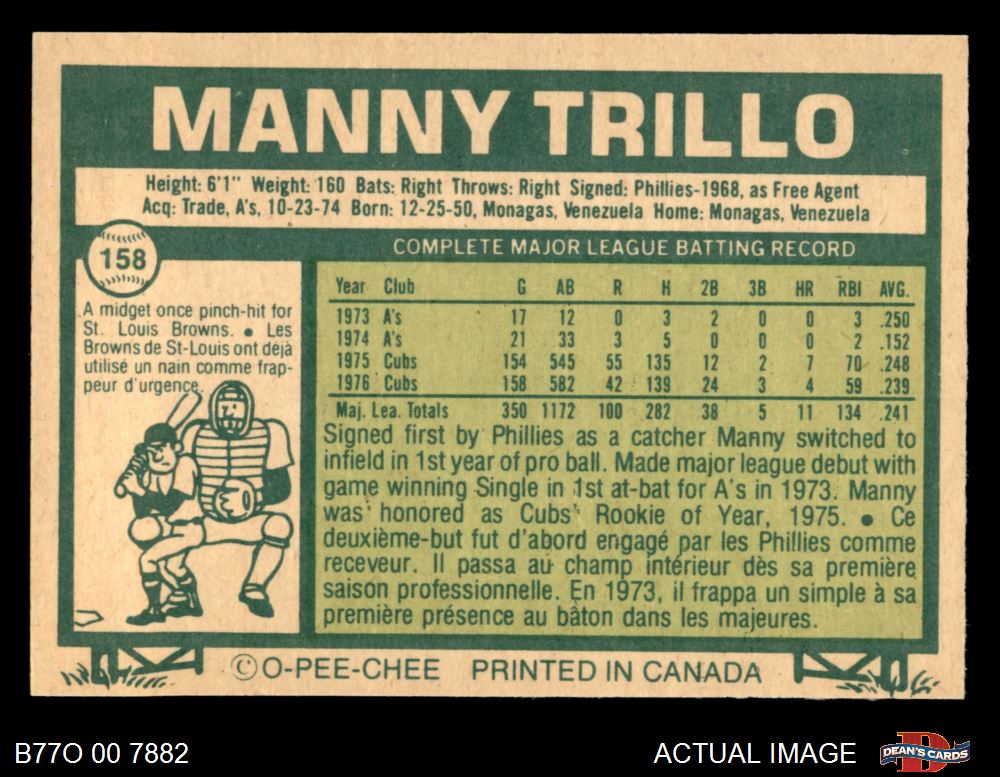 MANNY TRILLO
Height: 6'1" Weight: 160 Bats: Right Throws: Right Signed: Phillies-1968, as Free Agent
Acq: Trade, A's, 10-23-74 Born: 12-25-50, Monagas, Venezuela Home: Monagas, Venezuela
158
A midget once pinch-hit for
St. Louis Browns. ● Les
Browns de St-Louis ont déjà
utilisé un nain comme frap-
peur d'urgence.
COMPLETE MAJOR LEAGUE BATTING RECORD
Year Club G AB R H 2B 3B HR RBI AVG.
1973 A's 17 12 0 3 2 0 0 3 .250
1974 A's 21 33 3 5 0 0 0 2 .152
1975 Cubs 154 545 55 135 12 2 7 70 .248
1976 Cubs 158 582 42 139 24 3 4 59 .239
Maj. Lea. Totals 350 1172 100 282 38 5 11 134 .241
Signed first by Phillies as a catcher Manny switched to
infield in 1st year of pro ball. Made major league debut with
game winning Single in 1st at-bat for A's in 1973. Manny
was honored as Cubs' Rookie of Year, 1975. ● Ce
deuxième-but fut d'abord engagé par les Phillies comme
receveur. Il passa au champ intérieur dès sa première
saison professionnelle. En 1973, il frappa un simple à sa
première présence au bâton dans les majeures.
© O-PEE-CHEE PRINTED IN CANADA
B77O 00 7882
ACTUAL IMAGE
DEAN'S CARDS